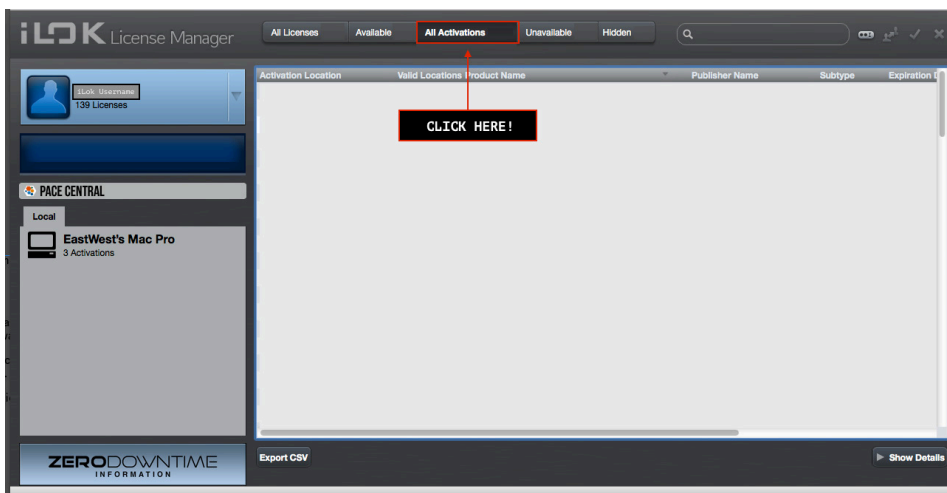 iLOK License Manager
All Licenses Available All Activations Unavailable Hidden
iLok Username
139 Licenses
Activation Location Valid Locations Product Name Publisher Name Subtype Expiration D
CLICK HERE!
PACE CENTRAL
Local
EastWest's Mac Pro
3 Activations
ZERODOWNTIME
INFORMATION
Export CSV
Show Details